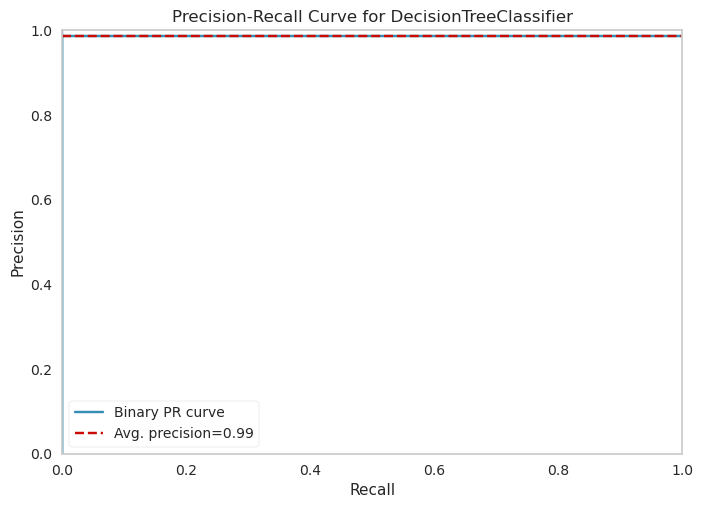 Precision-Recall Curve for DecisionTreeClassifier
1.0
0.8
0.6
0.4
0.2
0.0
Precision
Binary PR curve
Avg. precision=0.99
0.0 0.2 0.4 0.6 0.8 1.0
Recall